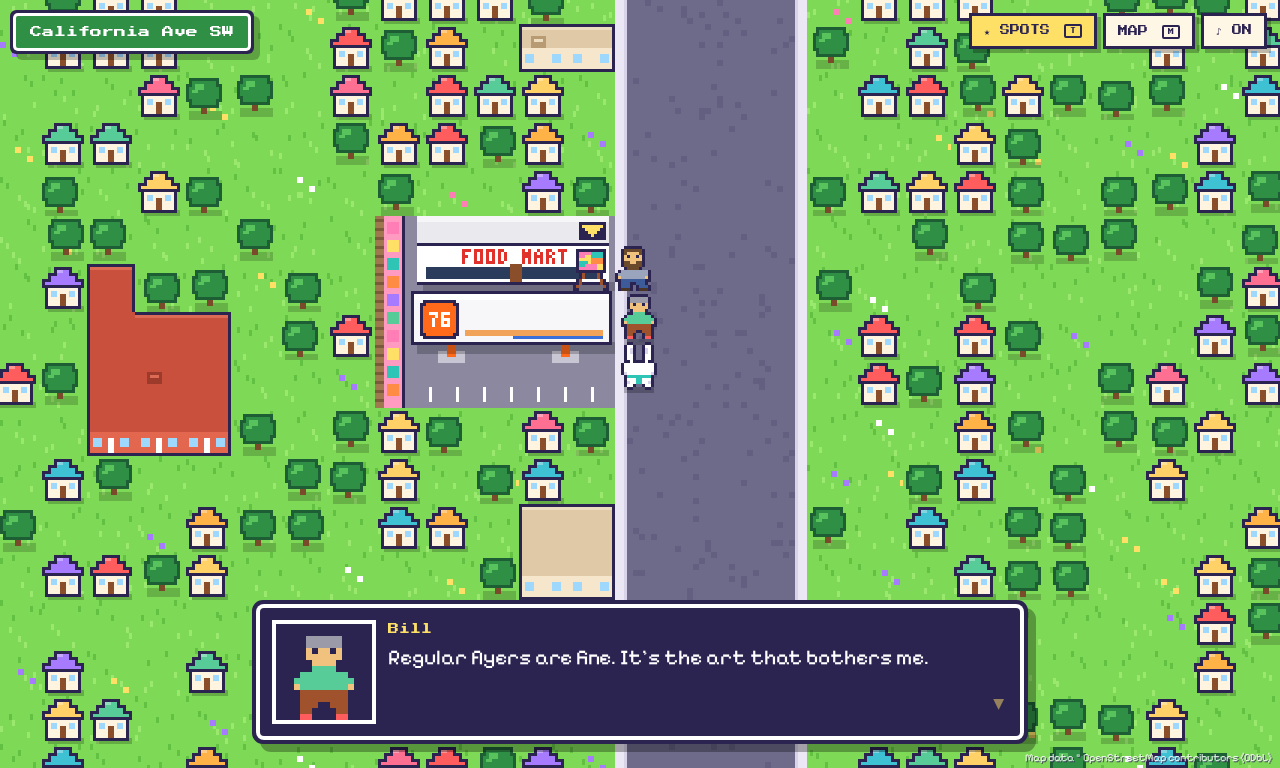 California Ave SW
★ SPOTS T
MAP M
♪ ON
FOOD MART
76
Bill
Regular flyers are fine. It's the art that bothers me.
Map data © OpenStreetMap contributors (ODbL)